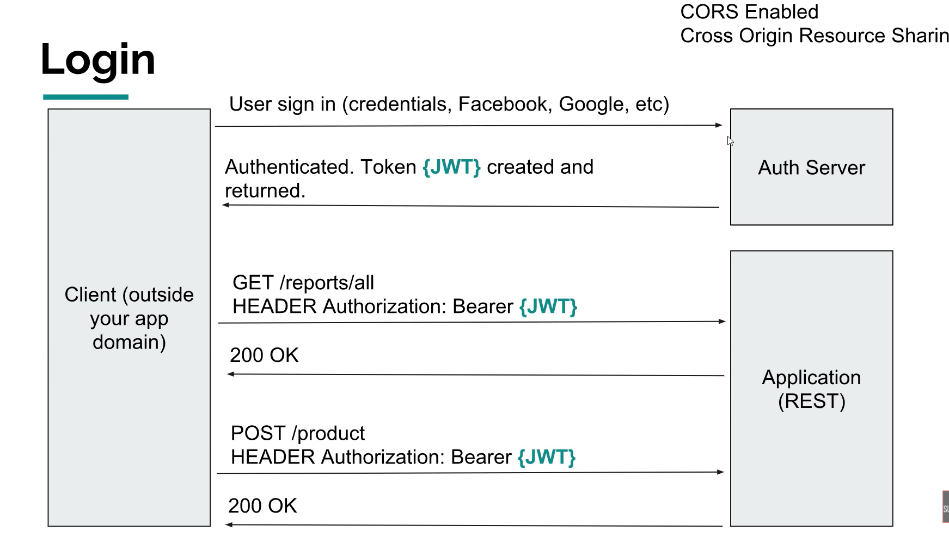 CORS Enabled
Cross Origin Resource Sharin
Login
User sign in (credentials, Facebook, Google, etc)
Authenticated. Token {JWT} created and
returned.
Auth Server
Client (outside
your app
domain)
GET /reports/all
HEADER Authorization: Bearer {JWT}
200 OK
Application
(REST)
POST /product
HEADER Authorization: Bearer {JWT}
200 OK